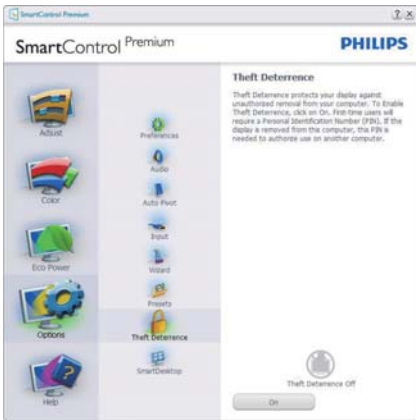 SmartControl Premium
SmartControl Premium
PHILIPS
Adjust
Color
Eco Power
Options
Help
Preferences
Audio
Auto Pivot
Input
Wizard
Presets
Theft Deterrence
SmartDesktop
Theft Deterrence
Theft Deterrence protects your display against
unauthorized removal from your computer. To Enable
Theft Deterrence, click on On. First-time users will
require a Personal Identification Number (PIN). If the
display is removed from this computer, this PIN is
needed to authorize use on another computer.
Theft Deterrence Off
On